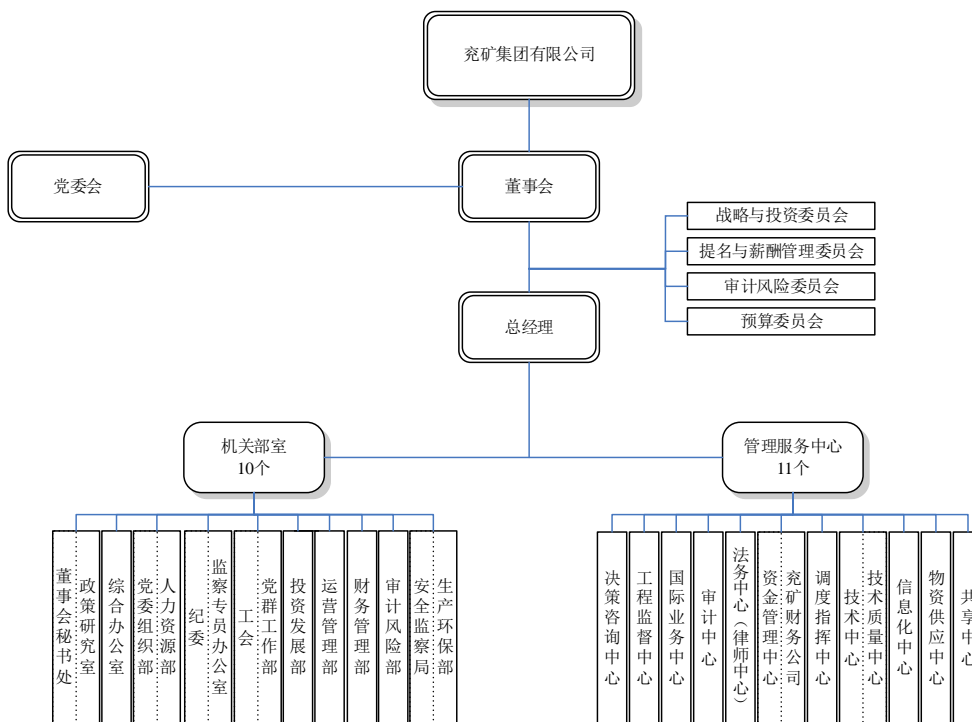 兖矿集团有限公司
党委会
董事会
战略与投资委员会
提名与薪酬管理委员会
审计风险委员会
预算委员会
总经理
机关部室
10个
管理服务中心
11个
董事会秘书处
政策研究室
综合办公室
党委组织部
人力资源部
纪委
监察专员办公室
工会
党群工作部
投资发展部
运营管理部
财务管理部
审计风险部
安全监察局
生产环保部
决策咨询中心
工程监督中心
国际业务中心
审计中心
法务中心（律师中心）
资金管理中心
兖矿财务公司
调度指挥中心
技术中心
技术质量中心
信息化中心
物资供应中心
共享中心